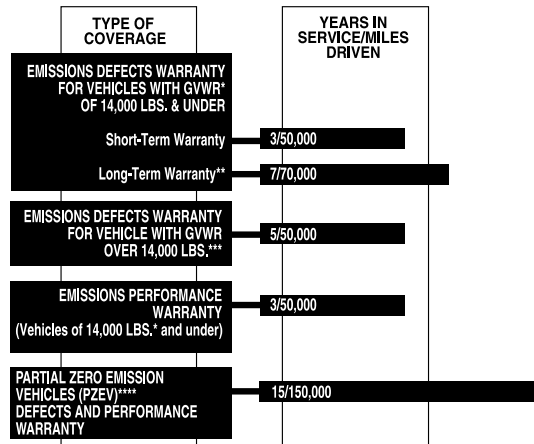 TYPE OF
COVERAGE
YEARS IN
SERVICE/MILES
DRIVEN
EMISSIONS DEFECTS WARRANTY
FOR VEHICLES WITH GVWR*
OF 14,000 LBS. & UNDER
Short-Term Warranty
3/50,000
Long-Term Warranty**
7/70,000
EMISSIONS DEFECTS WARRANTY
FOR VEHICLE WITH GVWR
OVER 14,000 LBS.***
5/50,000
EMISSIONS PERFORMANCE
WARRANTY
(Vehicles of 14,000 LBS.* and under)
3/50,000
PARTIAL ZERO EMISSION
VEHICLES (PZEV)****
DEFECTS AND PERFORMANCE
WARRANTY
15/150,000